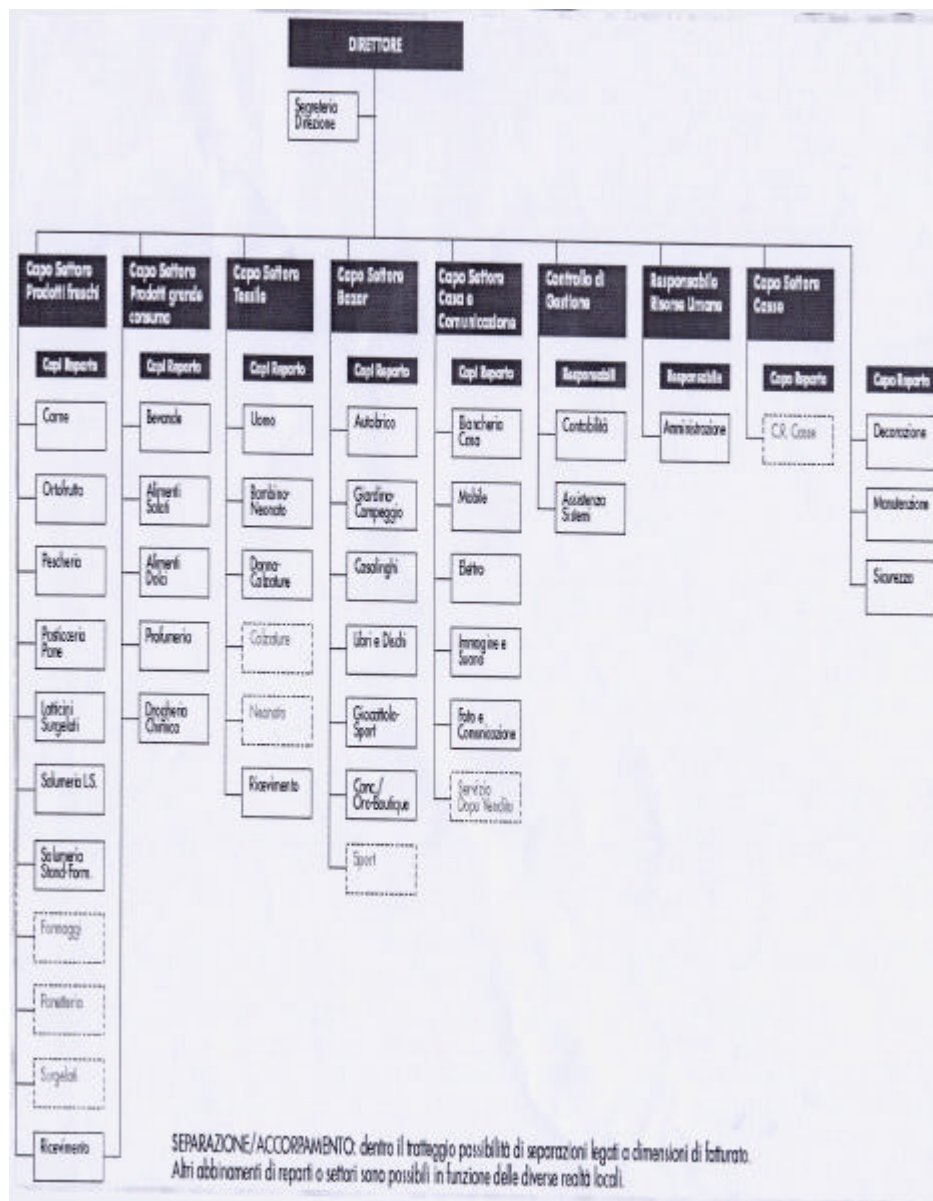 DIRETTORE
Segreteria
Direzione
Capo Settore
Prodotti freschi
Capi Reparto
Carne
Ortofrutta
Pescheria
Pasticceria
Pane
Latticini
Surgelati
Salumeria L.S.
Salumeria
Stand-Form.
Formaggi
Panetteria
Surgelati
Ricevimento
Capo Settore
Prodotti grande
consumo
Capi Reparto
Bevande
Alimenti
Salati
Alimenti
Dolci
Profumeria
Drogheria
Chimica
Capo Settore
Tessile
Capi Reparto
Uomo
Bambino-
Neonato
Donna-
Calzature
Calzature
Neonato
Ricevimento
Capo Settore
Bazar
Capi Reparto
Autobrico
Giardino-
Campeggio
Casalinghi
Libri e Dischi
Giocattolo-
Sport
Conc./
Oro-Boutique
Sport
Capo Settore
Casa e
Comunicazione
Capi Reparto
Biancheria
Casa
Mobile
Elettro
Immagine e
Suono
Foto e
Comunicazione
Servizio
Dopo Vendita
Controllo di
Gestione
Responsabili
Contabilità
Assistenza
Sistemi
Responsabile
Risorse Umane
Responsabile
Amministrazione
Capo Settore
Casse
Capo Reparto
C.R. Casse
Capo Reparto
Decorazione
Manutenzione
Sicurezza
SEPARAZIONE/ACCORPAMENTO: dentro il tratteggio possibilità di separazioni legati a dimensioni di fatturato.
Altri abbinamenti di reparti o settori sono possibili in funzione delle diverse realtà locali.